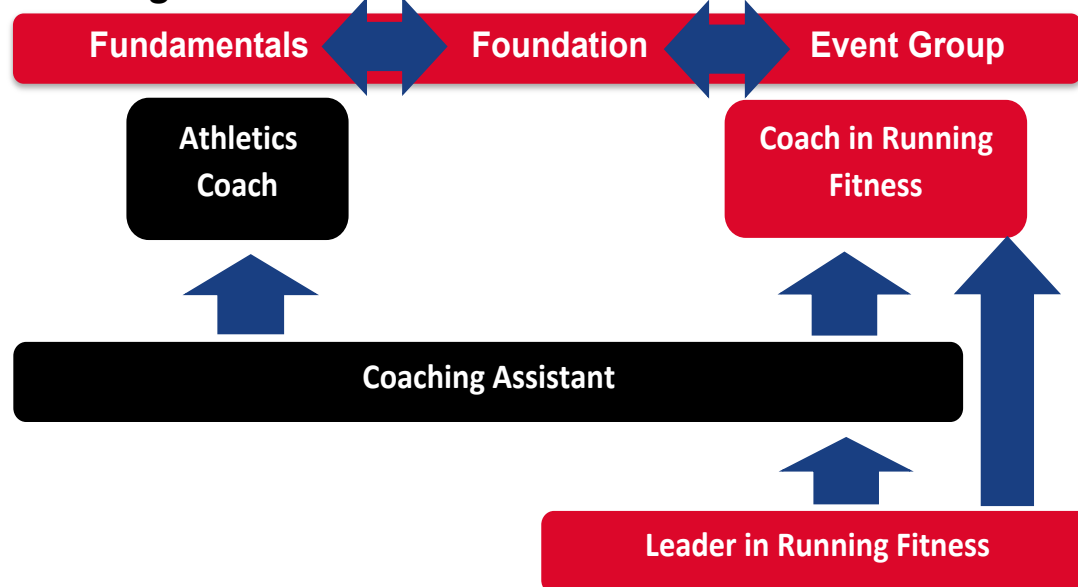 Fundamentals Foundation Event Group
Athletics
Coach
Coach in Running
Fitness
Coaching Assistant
Leader in Running Fitness